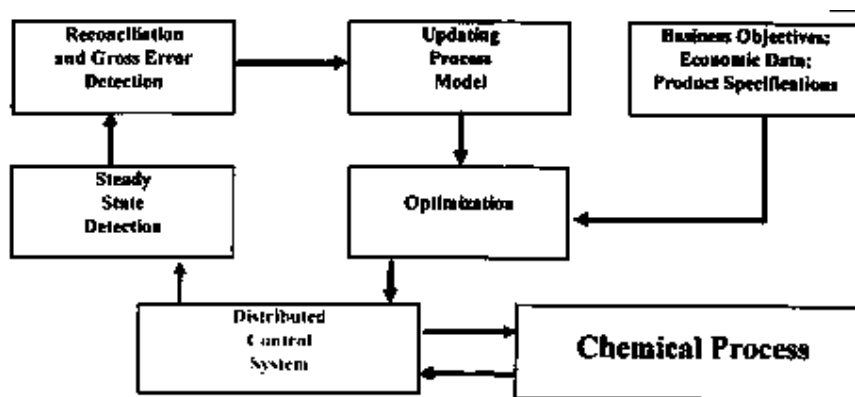 Reconciliation
and Gross Error
Detection
Updating
Process
Model
Business Objectives;
Economic Data;
Product Specifications
Steady
State
Detection
Optimization
Distributed
Control
System
Chemical Process